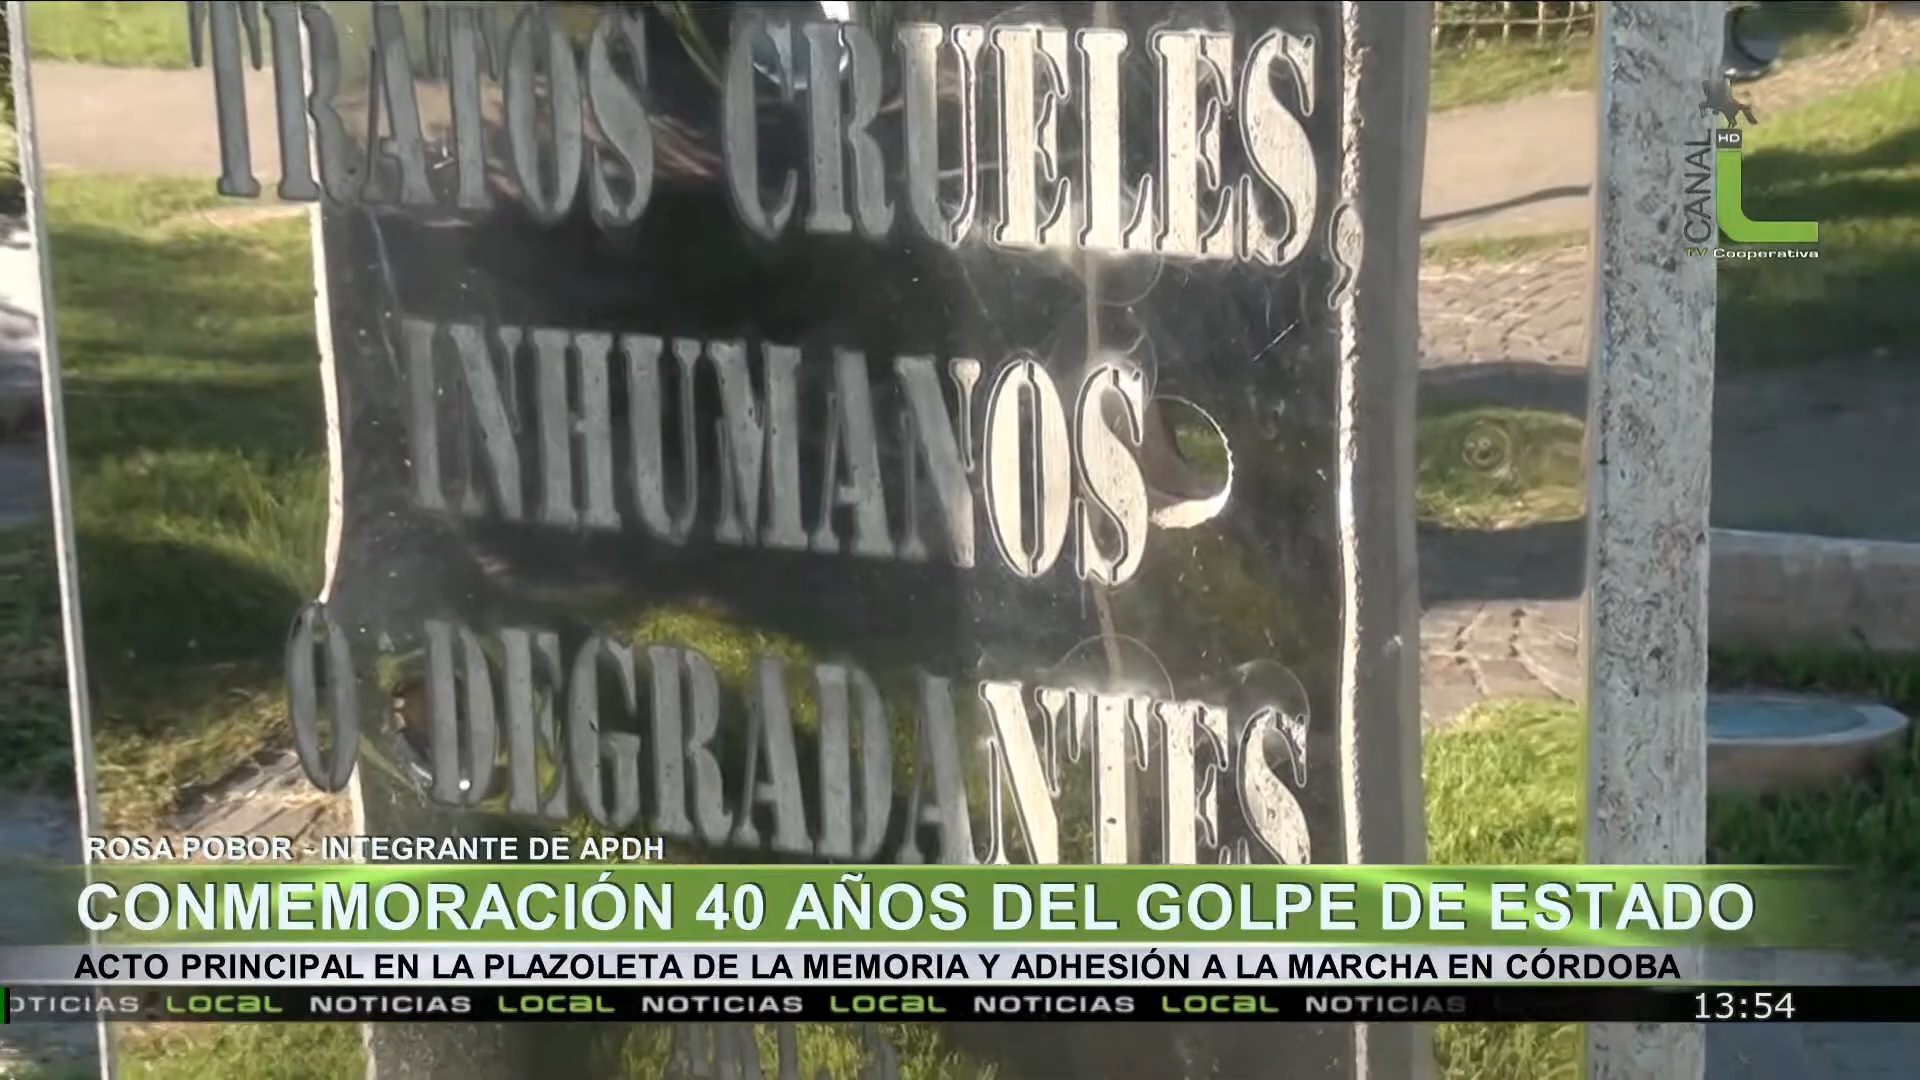 TRATOS CRUELES,
INHUMANOS
O DEGRADANTES
HD
CANAL
TV Cooperativa
ROSA POBOR - INTEGRANTE DE APDH
CONMEMORACIÓN 40 AÑOS DEL GOLPE DE ESTADO
ACTO PRINCIPAL EN LA PLAZOLETA DE LA MEMORIA Y ADHESIÓN A LA MARCHA EN CÓRDOBA
OTICIAS LOCAL NOTICIAS LOCAL NOTICIAS LOCAL NOTICIAS LOCAL NOTICIAS
13:54